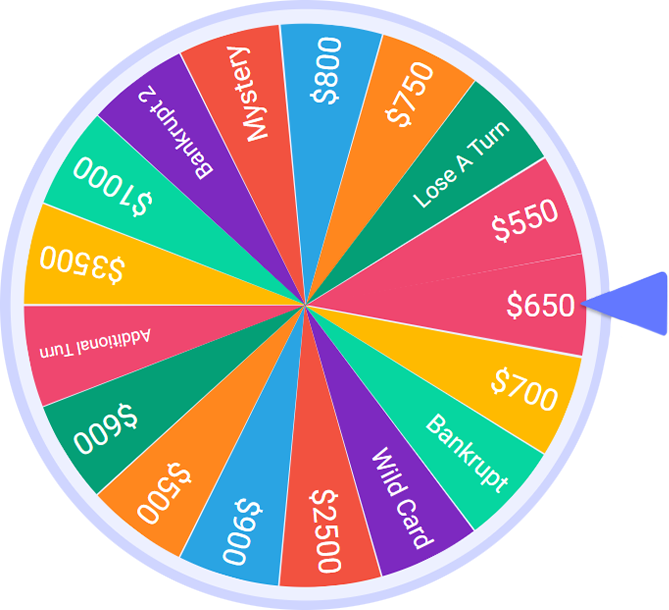 $650
$700
Bankrupt
Wild Card
$2500
$900
$500
$600
Additional Turn
$3500
$1000
Bankrupt 2
Mystery
$800
$750
Lose A Turn
$550